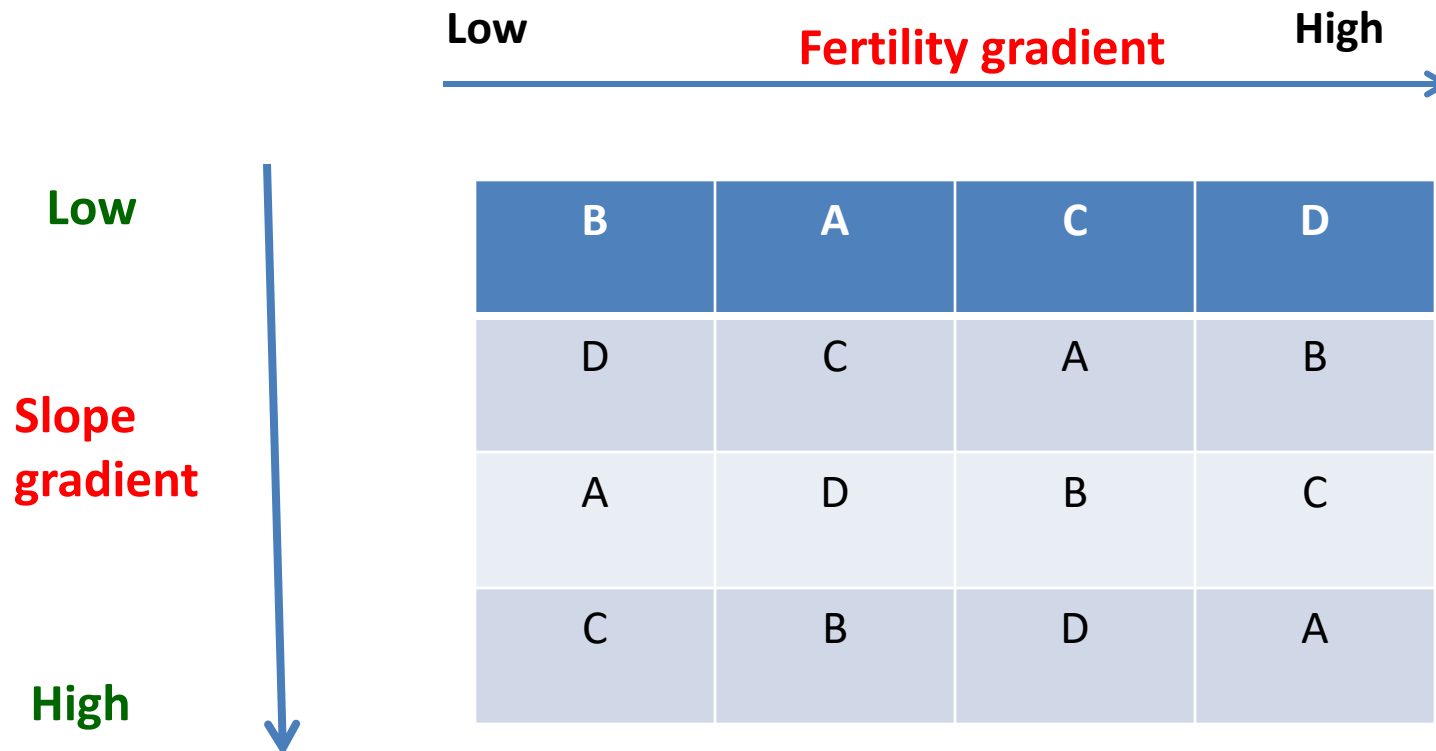 Low Fertility gradient High
Low
B A C D
D C A B
Slope
gradient
A D B C
C B D A
High